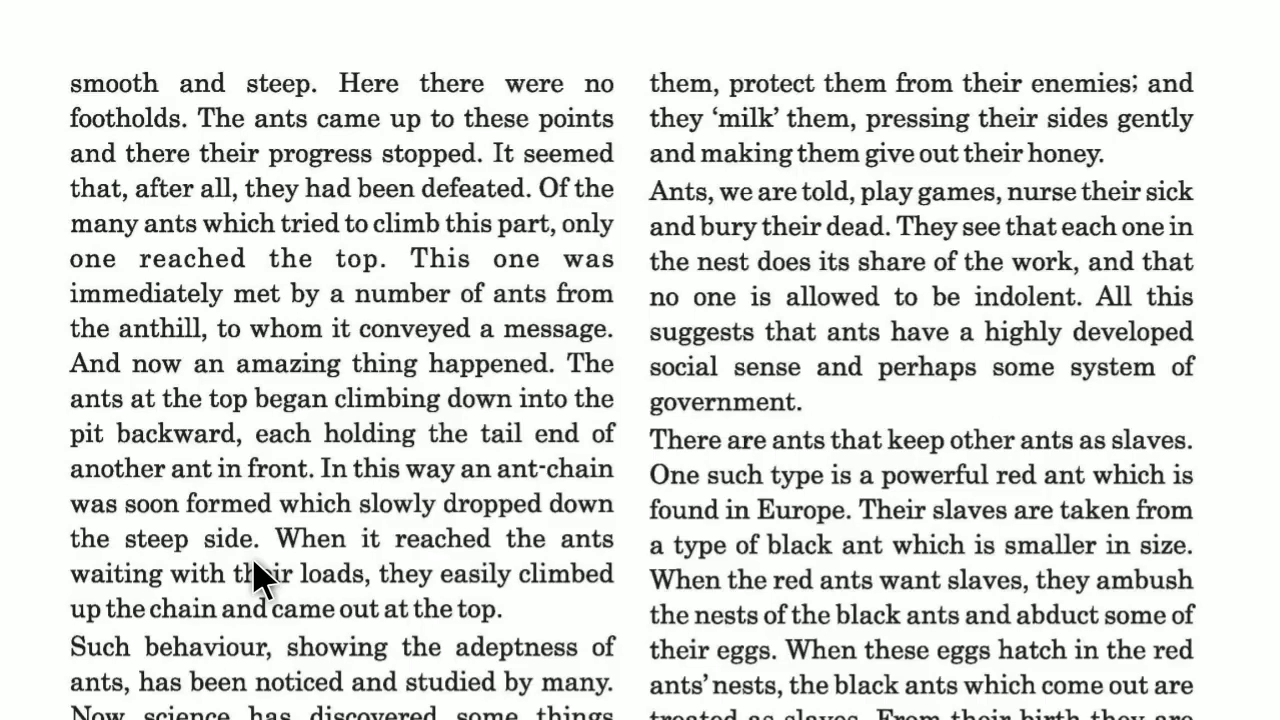 smooth and steep. Here there were no
footholds. The ants came up to these points
and there their progress stopped. It seemed
that, after all, they had been defeated. Of the
many ants which tried to climb this part, only
one reached the top. This one was
immediately met by a number of ants from
the anthill, to whom it conveyed a message.
And now an amazing thing happened. The
ants at the top began climbing down into the
pit backward, each holding the tail end of
another ant in front. In this way an ant-chain
was soon formed which slowly dropped down
the steep side. When it reached the ants
waiting with their loads, they easily climbed
up the chain and came out at the top.
Such behaviour, showing the adeptness of
ants, has been noticed and studied by many.
Now science has discovered some things
them, protect them from their enemies; and
they ‘milk’ them, pressing their sides gently
and making them give out their honey.
Ants, we are told, play games, nurse their sick
and bury their dead. They see that each one in
the nest does its share of the work, and that
no one is allowed to be indolent. All this
suggests that ants have a highly developed
social sense and perhaps some system of
government.
There are ants that keep other ants as slaves.
One such type is a powerful red ant which is
found in Europe. Their slaves are taken from
a type of black ant which is smaller in size.
When the red ants want slaves, they ambush
the nests of the black ants and abduct some of
their eggs. When these eggs hatch in the red
ants’ nests, the black ants which come out are
treated as slaves. From their birth they are